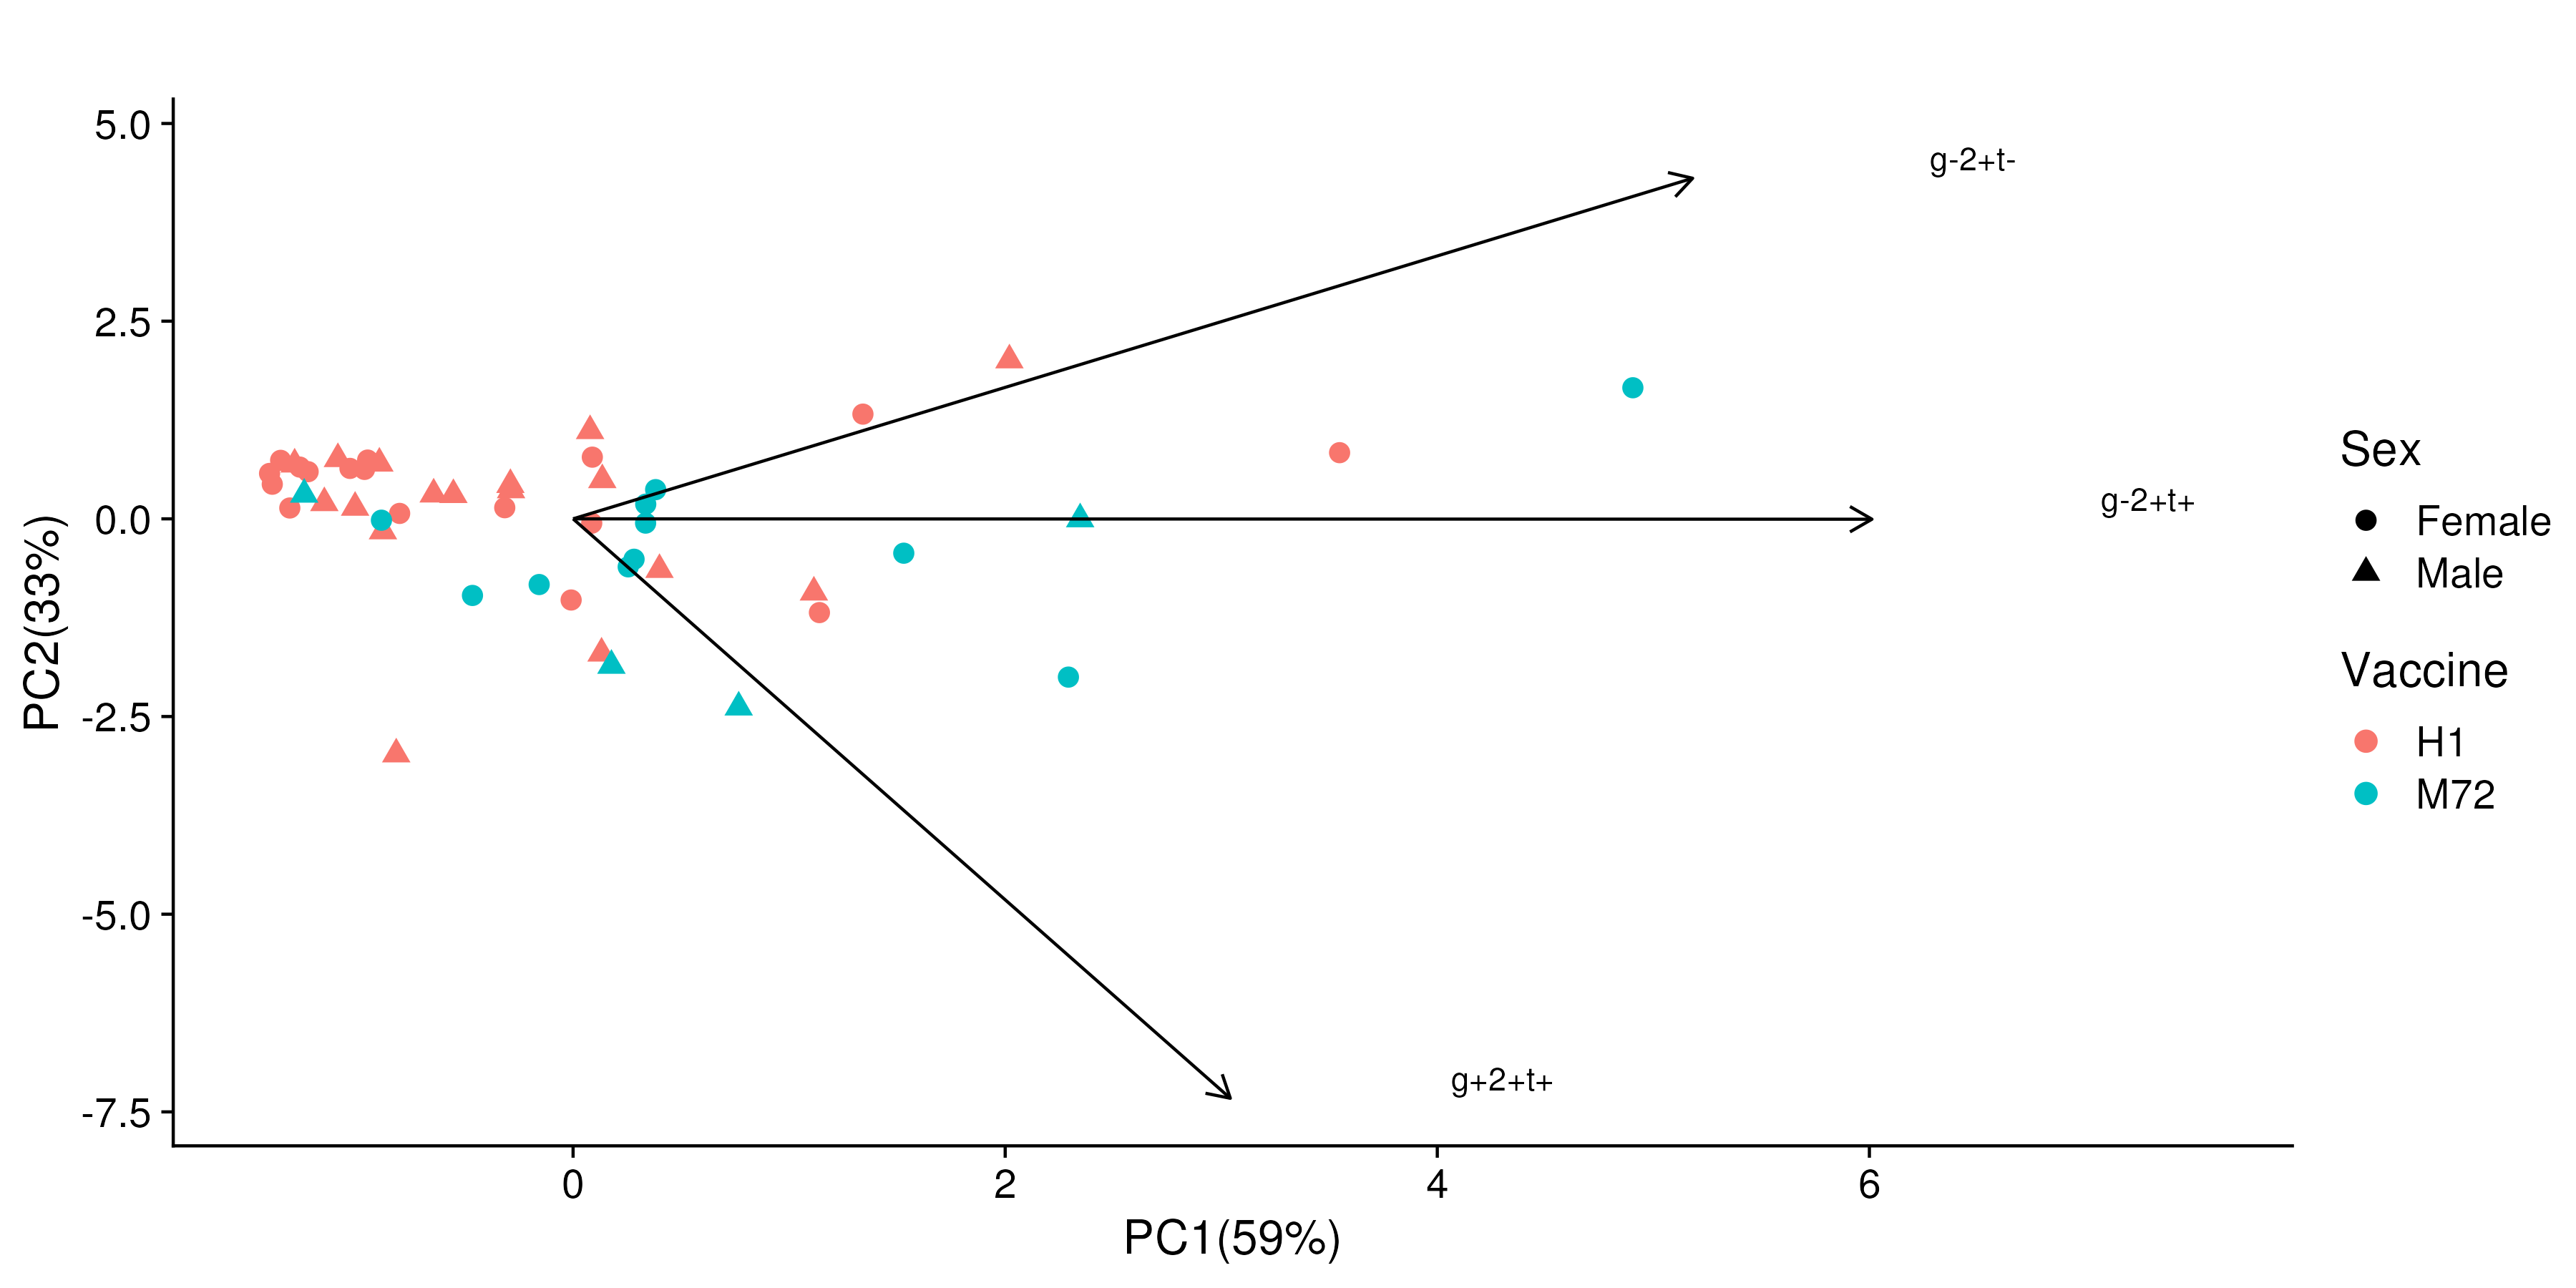 5.0
2.5
0.0
-2.5
-5.0
-7.5
PC2(33%)
g-2+t-
g-2+t+
g+2+t+
0 2 4 6
PC1(59%)
Sex
Female
Male
Vaccine
H1
M72